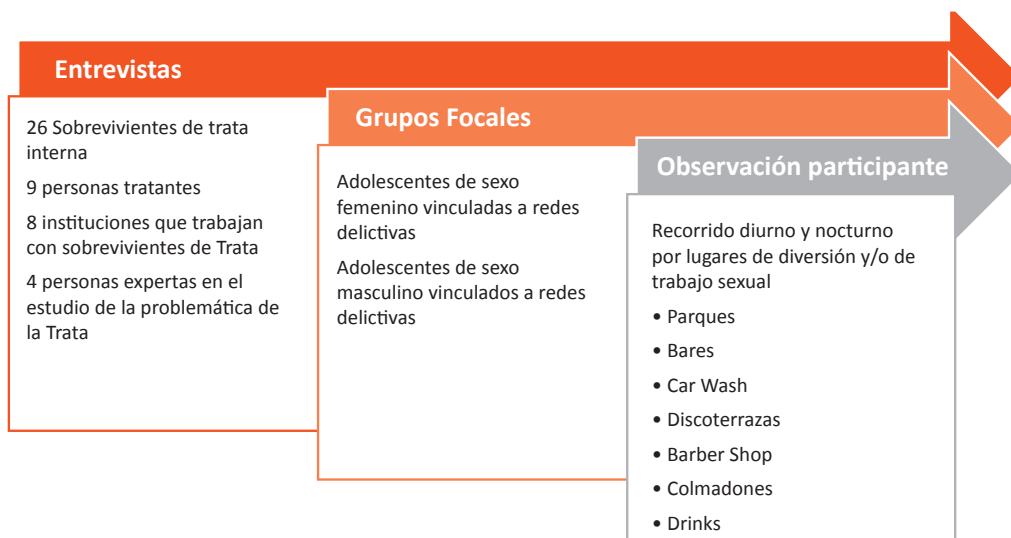 Entrevistas
26 Sobrevivientes de trata
interna
9 personas tratantes
8 instituciones que trabajan
con sobrevivientes de Trata
4 personas expertas en el
estudio de la problemática de
la Trata
Grupos Focales
Adolescentes de sexo
femenino vinculadas a redes
delictivas
Adolescentes de sexo
masculino vinculados a redes
delictivas
Observación participante
Recorrido diurno y nocturno
por lugares de diversión y/o de
trabajo sexual
• Parques
• Bares
• Car Wash
• Discoterrazas
• Barber Shop
• Colmadones
• Drinks